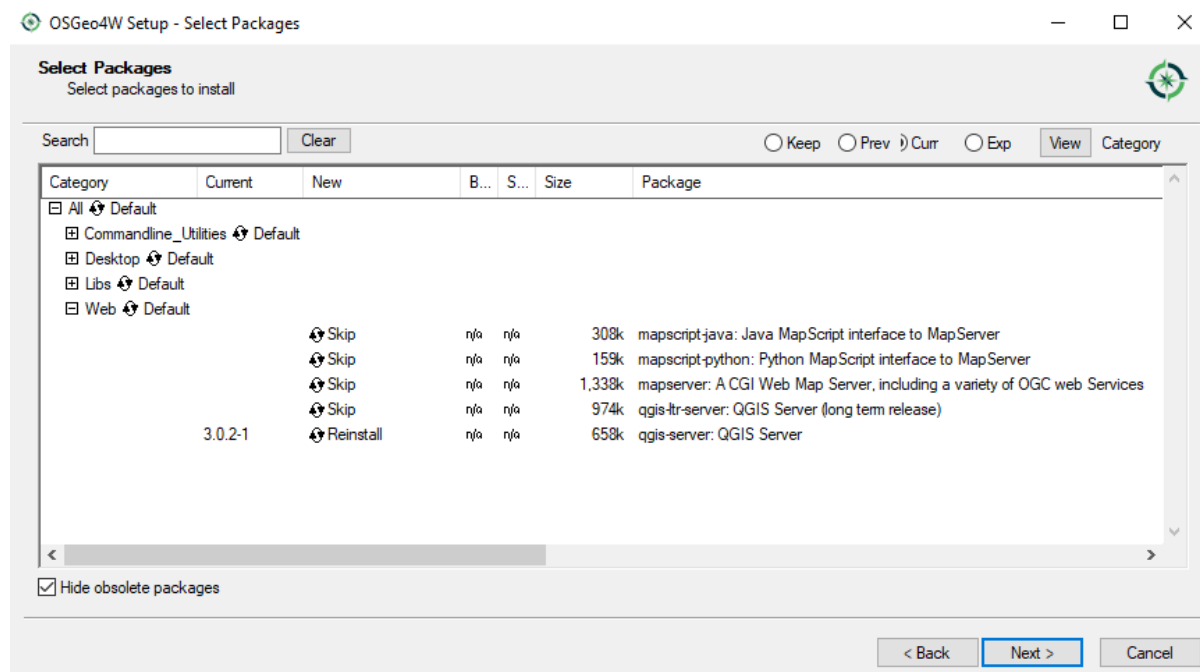 OSGeo4W Setup - Select Packages
Select Packages
Select packages to install
Search Clear Keep Prev Curr Exp View Category
Category Current New B... S... Size Package
All Default
Commandline_Utilities Default
Desktop Default
Libs Default
Web Default
Skip n/a n/a 308k mapscript-java: Java MapScript interface to MapServer
Skip n/a n/a 159k mapscript-python: Python MapScript interface to MapServer
Skip n/a n/a 1,338k mapserver: A CGI Web Map Server, including a variety of OGC web Services
Skip n/a n/a 974k qgis-ltr-server: QGIS Server (long term release)
3.0.2-1 Reinstall n/a n/a 658k qgis-server: QGIS Server
Hide obsolete packages
< Back Next > Cancel